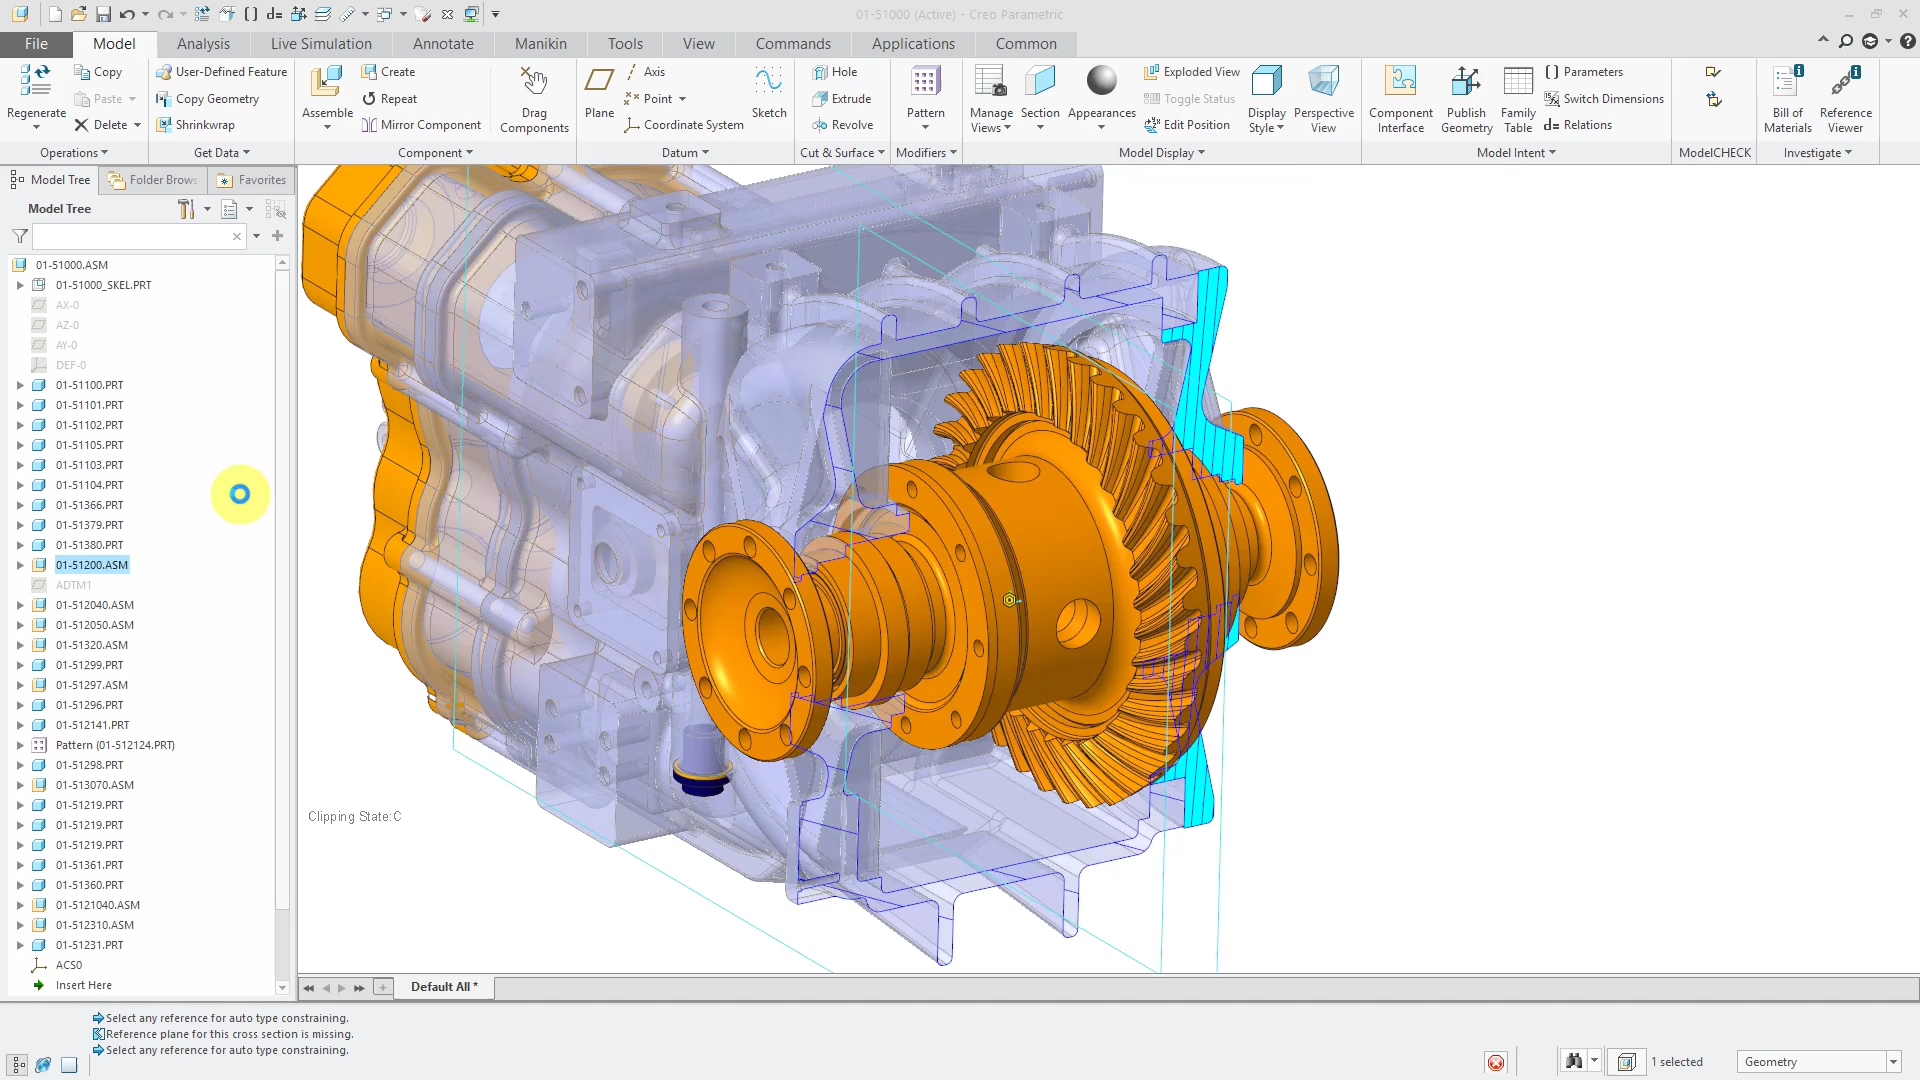 01-51000 (Active) - Creo Parametric
File Model Analysis Live Simulation Annotate Manikin Tools View Commands Applications Common
Regenerate
Copy
Paste
Delete
Operations
User-Defined Feature
Copy Geometry
Shrinkwrap
Get Data
Assemble
Create
Repeat
Mirror Component
Drag Components
Component
Plane
Axis
Point
Coordinate System
Sketch
Datum
Hole
Extrude
Revolve
Cut & Surface
Pattern
Modifiers
Manage Views
Section
Appearances
Exploded View
Toggle Status
Edit Position
Display Style
Perspective View
Model Display
Component Interface
Publish Geometry
Family Table
Parameters
Switch Dimensions
d= Relations
Model Intent
ModelCHECK
Bill of Materials
Reference Viewer
Investigate
Model Tree Folder Brows Favorites
Model Tree
01-51000.ASM
01-51000_SKEL.PRT
AX-0
AZ-0
AY-0
DEF-0
01-51100.PRT
01-51101.PRT
01-51102.PRT
01-51105.PRT
01-51103.PRT
01-51104.PRT
01-51366.PRT
01-51379.PRT
01-51380.PRT
01-51200.ASM
ADTM1
01-512040.ASM
01-512050.ASM
01-51320.ASM
01-51299.PRT
01-51297.ASM
01-51296.PRT
01-512141.PRT
Pattern (01-512124.PRT)
01-51298.PRT
01-513070.ASM
01-51219.PRT
01-51219.PRT
01-51219.PRT
01-51361.PRT
01-51360.PRT
01-5121040.ASM
01-512310.ASM
01-51231.PRT
ACS0
Insert Here
Clipping State:C
Default All *
Select any reference for auto type constraining.
Reference plane for this cross section is missing.
Select any reference for auto type constraining.
1 selected
Geometry